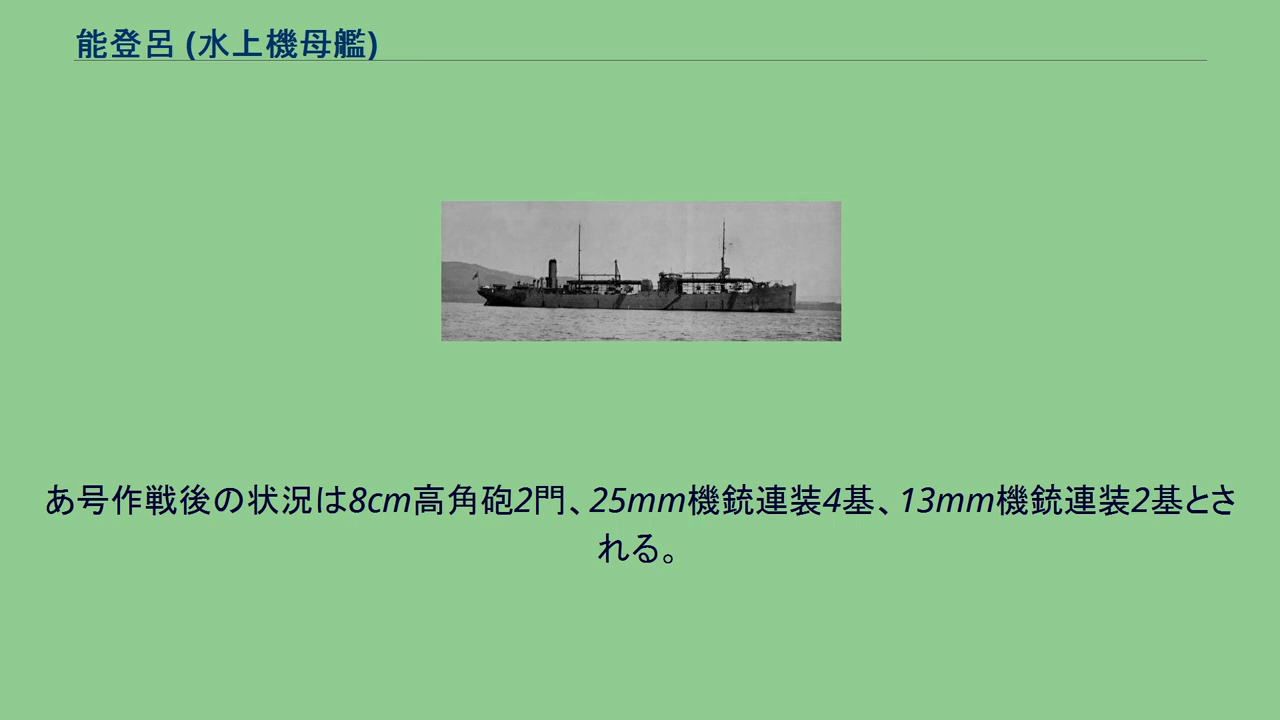 能登呂 (水上機母艦)
あ号作戦後の状況は8cm高角砲2門、25mm機銃連装4基、13mm機銃連装2基とさ
れる。